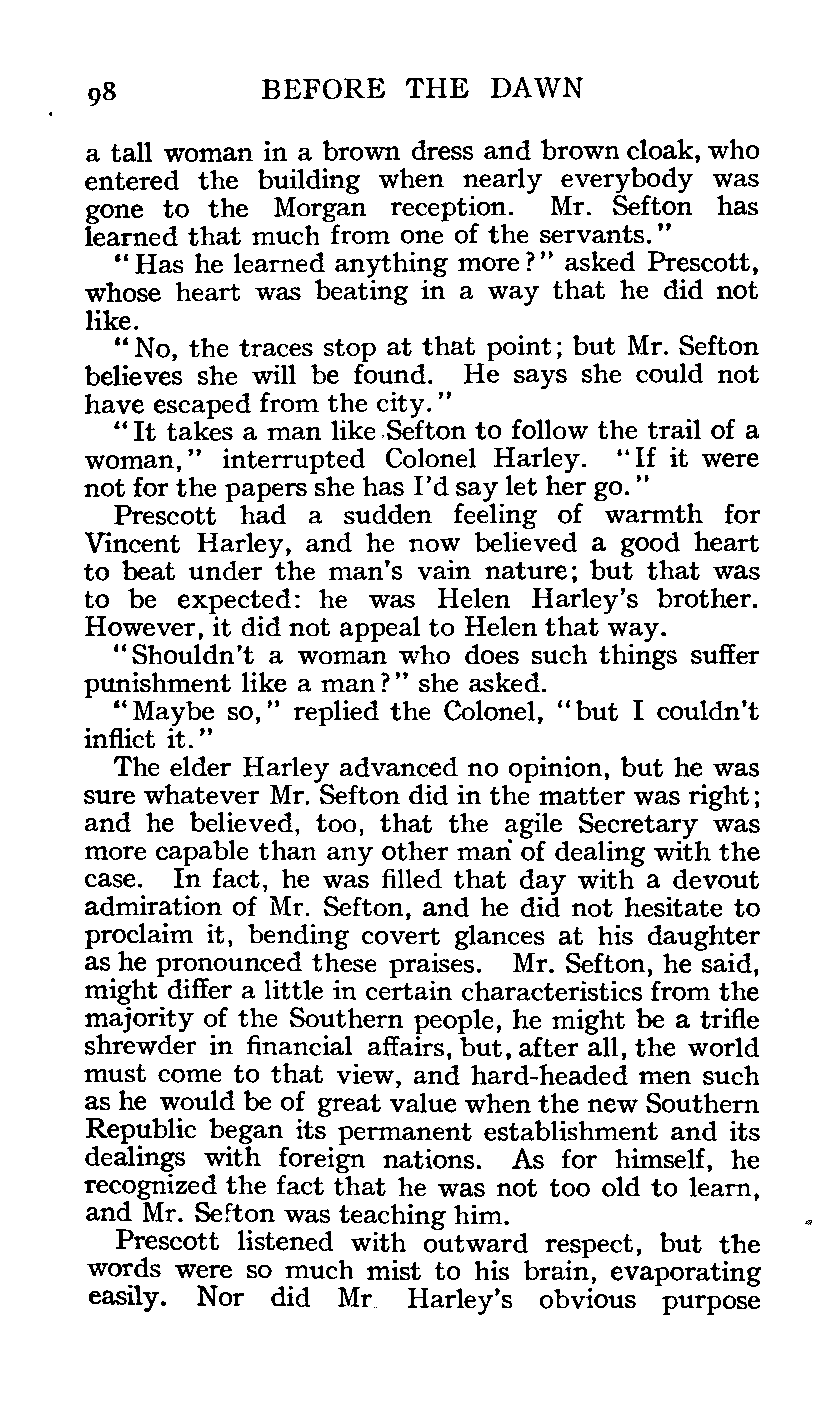 98 BEFORE THE DAWN
a tall woman in a brown dress and brown cloak, who
entered the building when nearly everybody was
gone to the Morgan reception. Mr. Sefton has
learned that much from one of the servants."
"Has he learned anything more?" asked Prescott,
whose heart was beating in a way that he did not
like.
"No, the traces stop at that point; but Mr. Sefton
believes she will be found. He says she could not
have escaped from the city."
"It takes a man like Sefton to follow the trail of a
woman," interrupted Colonel Harley. "If it were
not for the papers she has I'd say let her go."
Prescott had a sudden feeling of warmth for
Vincent Harley, and he now believed a good heart
to beat under the man's vain nature; but that was
to be expected: he was Helen Harley's brother.
However, it did not appeal to Helen that way.
"Shouldn't a woman who does such things suffer
punishment like a man?" she asked.
"Maybe so," replied the Colonel, "but I couldn't
inflict it."
The elder Harley advanced no opinion, but he was
sure whatever Mr. Sefton did in the matter was right;
and he believed, too, that the agile Secretary was
more capable than any other man of dealing with the
case. In fact, he was filled that day with a devout
admiration of Mr. Sefton, and he did not hesitate to
proclaim it, bending covert glances at his daughter
as he pronounced these praises. Mr. Sefton, he said,
might differ a little in certain characteristics from the
majority of the Southern people, he might be a trifle
shrewder in financial affairs, but, after all, the world
must come to that view, and hard-headed men such
as he would be of great value when the new Southern
Republic began its permanent establishment and its
dealings with foreign nations. As for himself, he
recognized the fact that he was not too old to learn,
and Mr. Sefton was teaching him.
Prescott listened with outward respect, but the
words were so much mist to his brain, evaporating
easily. Nor did Mr. Harley's obvious purpose